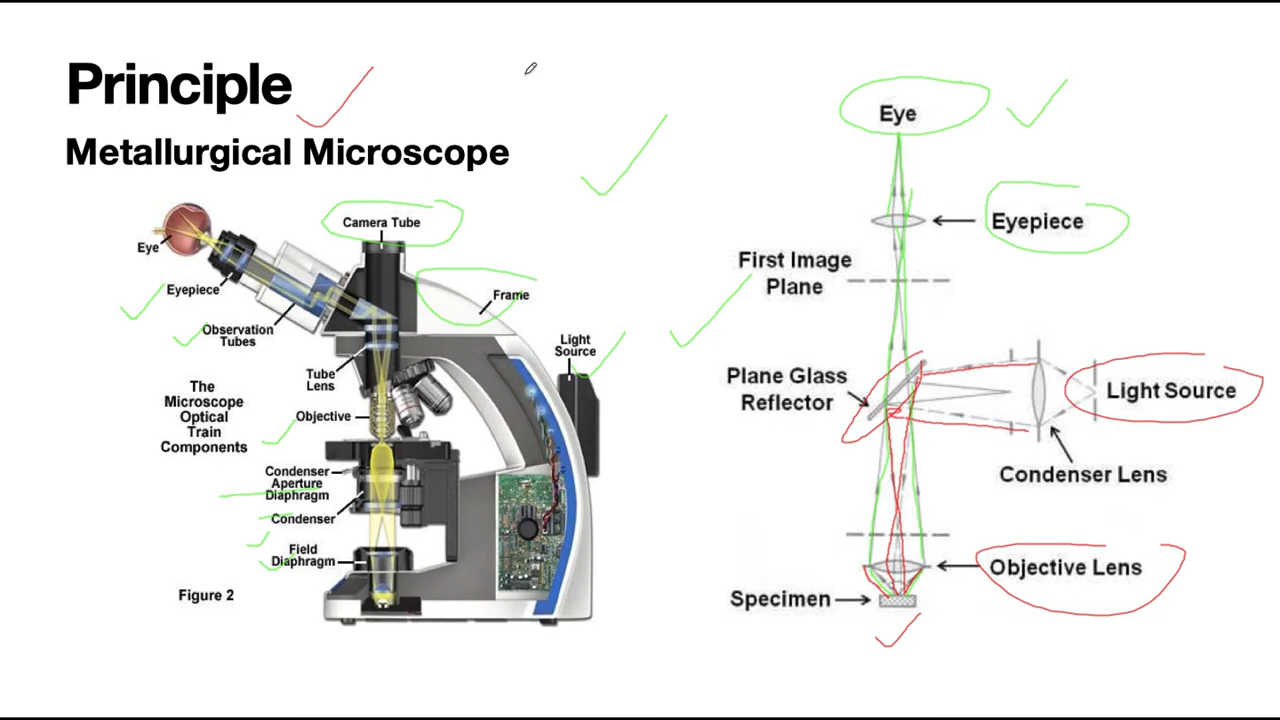 Principle
Metallurgical Microscope
Camera Tube
Eye
Eyepiece
Observation
Tubes
Frame
Light
Source
Tube
Lens
The
Microscope
Optical
Train
Components
Objective
Condenser
Aperture
Diaphragm
Condenser
Field
Diaphragm
Figure 2
Eye
Eyepiece
First Image
Plane
Plane Glass
Reflector
Light Source
Condenser Lens
Objective Lens
Specimen